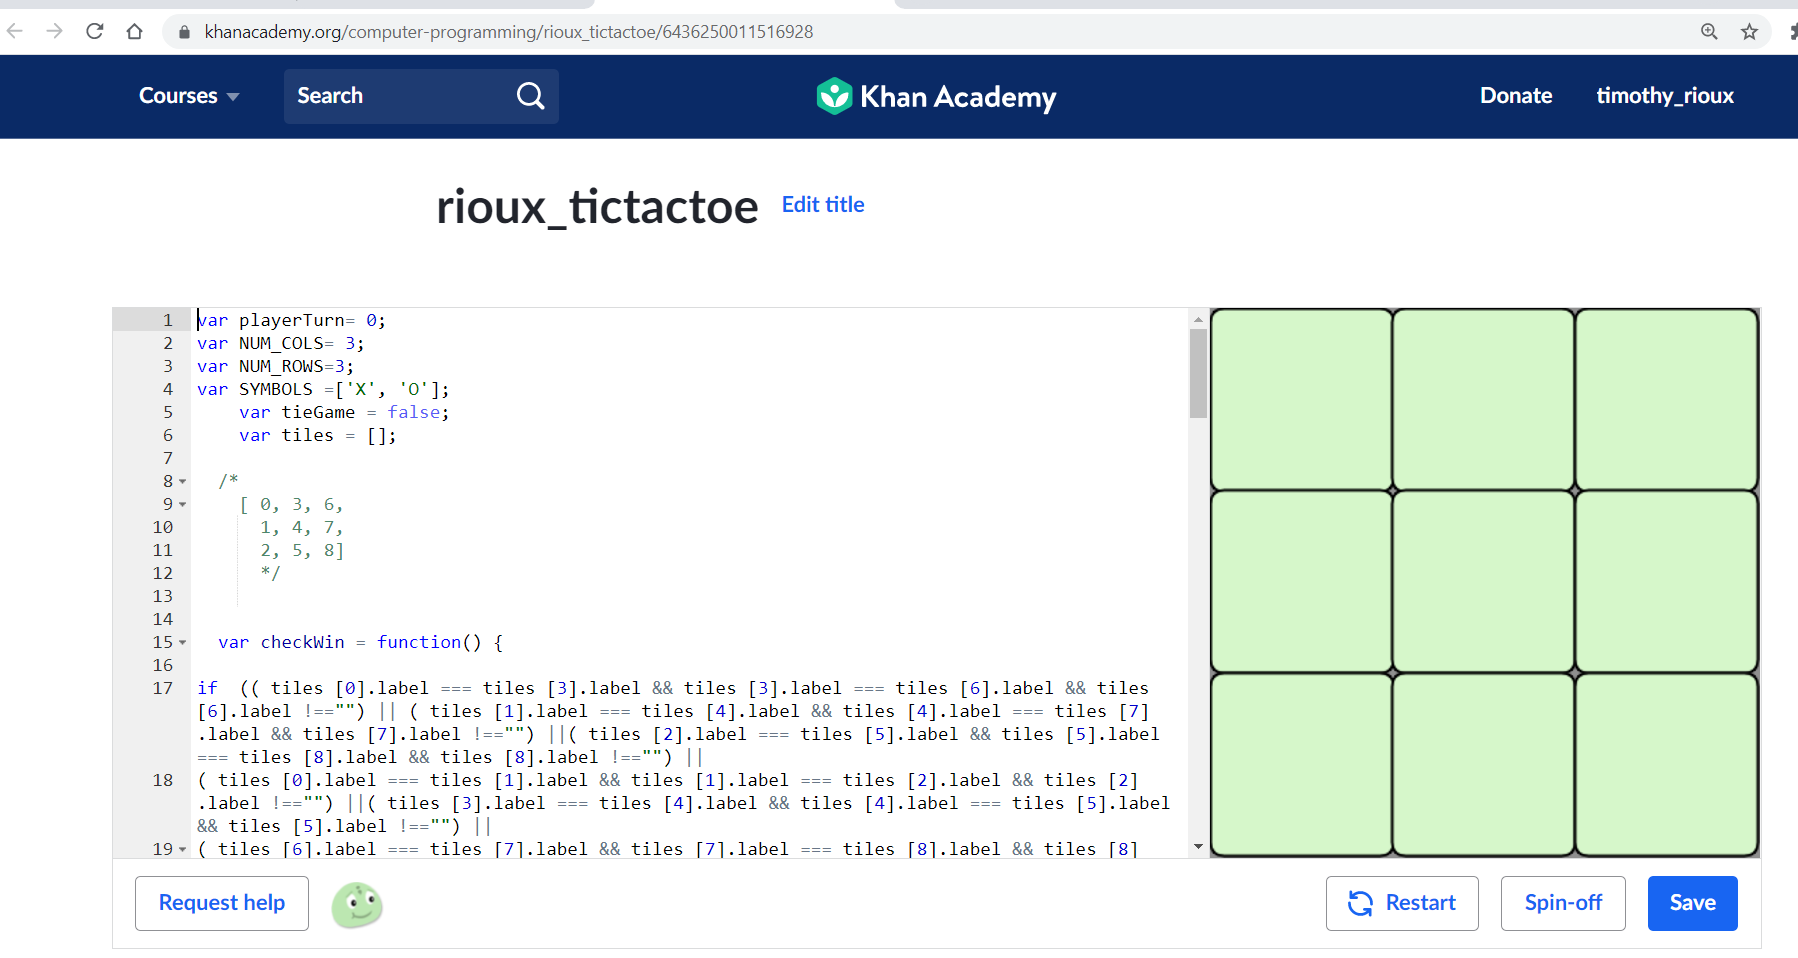 khanacademy.org/computer-programming/rioux_tictactoe/6436250011516928
Courses
Search
Khan Academy
Donate
timothy_rioux
rioux_tictactoe
Edit title
1 var playerTurn= 0;
2 var NUM_COLS= 3;
3 var NUM_ROWS=3;
4 var SYMBOLS =['X', 'O'];
5 var tieGame = false;
6 var tiles = [];
7
8 /*
9 [ 0, 3, 6,
10 1, 4, 7,
11 2, 5, 8]
12 */
13
14
15 var checkWin = function() {
16
17 if (( tiles [0].label === tiles [3].label && tiles [3].label === tiles [6].label && tiles
[6].label !=="") || ( tiles [1].label === tiles [4].label && tiles [4].label === tiles [7]
.label && tiles [7].label !=="") ||( tiles [2].label === tiles [5].label && tiles [5].label
=== tiles [8].label && tiles [8].label !=="") ||
18 ( tiles [0].label === tiles [1].label && tiles [1].label === tiles [2].label && tiles [2]
.label !=="") ||( tiles [3].label === tiles [4].label && tiles [4].label === tiles [5].label
&& tiles [5].label !=="") ||
19 ( tiles [6].label === tiles [7].label && tiles [7].label === tiles [8].label && tiles [8]
Request help
Restart
Spin-off
Save